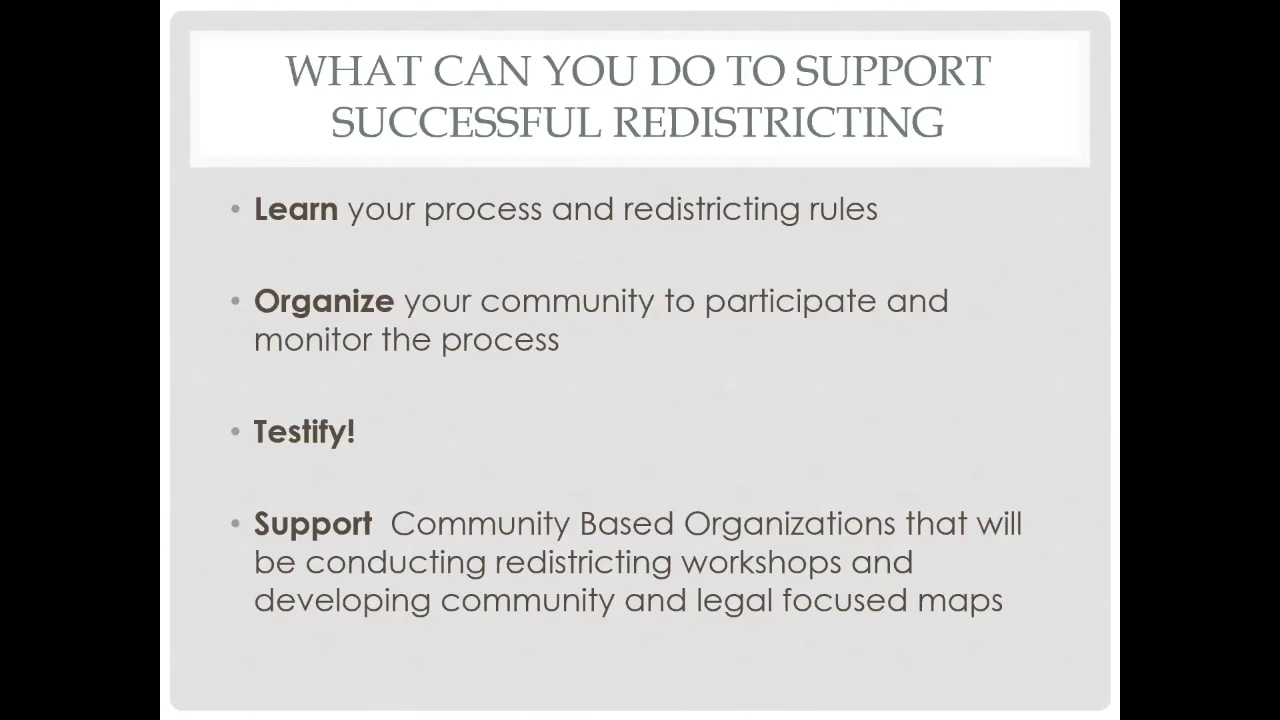 WHAT CAN YOU DO TO SUPPORT
SUCCESSFUL REDISTRICTING
• Learn your process and redistricting rules
• Organize your community to participate and
monitor the process
• Testify!
• Support  Community Based Organizations that will
be conducting redistricting workshops and
developing community and legal focused maps